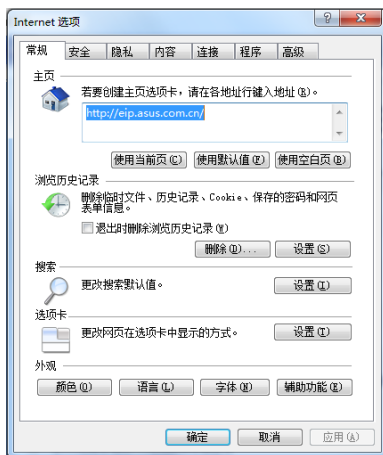 Internet 选项
常规 安全 隐私 内容 连接 程序 高级
主页
若要创建主页选项卡，请在各地址行键入地址(R)。
http://eip.asus.com.cn/
使用当前页(C) 使用默认值(F) 使用空白页(B)
浏览历史记录
删除临时文件、历史记录、Cookie、保存的密码和网页
表单信息。
退出时删除浏览历史记录(W)
删除(D)... 设置(S)
搜索
更改搜索默认值。 设置(I)
选项卡
更改网页在选项卡中显示的方式。 设置(T)
外观
颜色(O) 语言(L) 字体(N) 辅助功能(E)
确定 取消 应用(A)